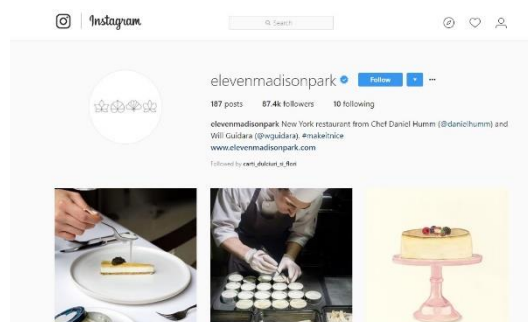 Instagram
Search
elevenmadisonpark Follow
187 posts 87.4k followers 10 following
elevenmadisonpark New York restaurant from Chef Daniel Humm (@danielhumm) and
Will Guidara (@wguidara). #makeitnice
www.elevenmadisonpark.com
Followed by carti_dulciuri_si_flori